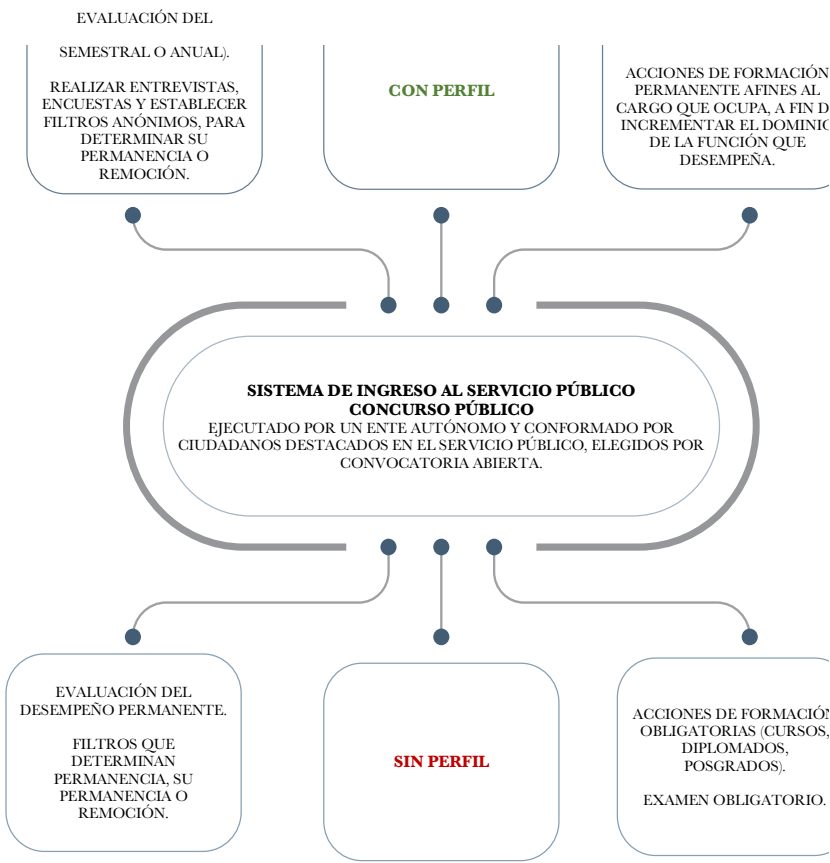 EVALUACIÓN DEL
SEMESTRAL O ANUAL).
REALIZAR ENTREVISTAS,
ENCUESTAS Y ESTABLECER
FILTROS ANÓNIMOS, PARA
DETERMINAR SU
PERMANENCIA O
REMOCIÓN.
CON PERFIL
ACCIONES DE FORMACIÓN
PERMANENTE AFINES AL
CARGO QUE OCUPA, A FIN D
INCREMENTAR EL DOMINIO
DE LA FUNCIÓN QUE
DESEMPEÑA.
SISTEMA DE INGRESO AL SERVICIO PÚBLICO
CONCURSO PÚBLICO
EJECUTADO POR UN ENTE AUTÓNOMO Y CONFORMADO POR
CIUDADANOS DESTACADOS EN EL SERVICIO PÚBLICO, ELEGIDOS POR
CONVOCATORIA ABIERTA.
EVALUACIÓN DEL
DESEMPEÑO PERMANENTE.
FILTROS QUE
DETERMINAN
PERMANENCIA, SU
PERMANENCIA O
REMOCIÓN.
SIN PERFIL
ACCIONES DE FORMACIÓN
OBLIGATORIAS (CURSOS,
DIPLOMADOS,
POSGRADOS).
EXAMEN OBLIGATORIO.